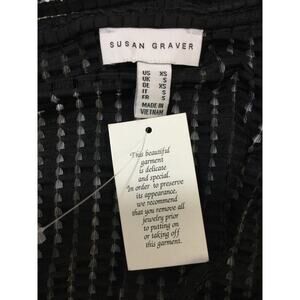 SUSAN GRAVER
US XS
UK S
DE XS
IT S
FR S
MADE IN
VIETNAM
This beautiful
garment
is delicate
and special.
In order to preserve
its appearance,
we recommend
that you remove all
jewelry prior
to putting on
or taking off
this garment.